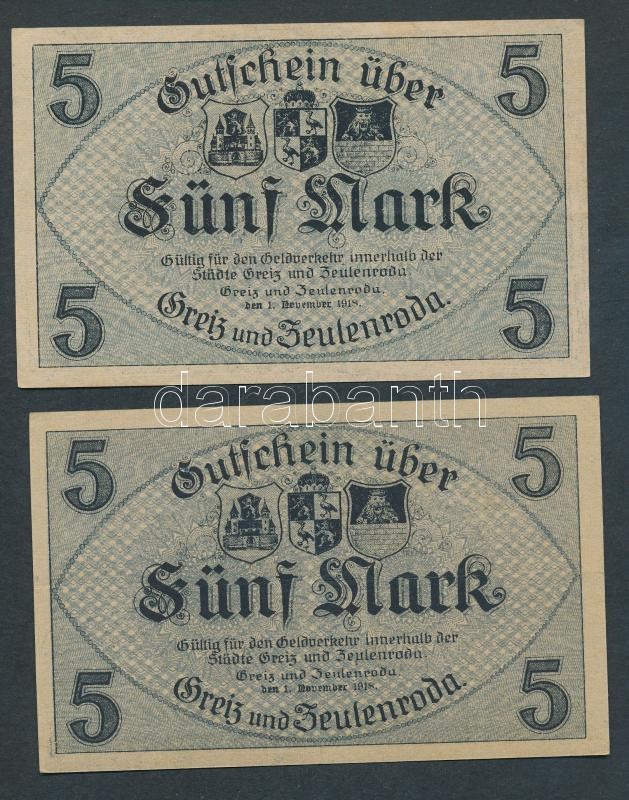 5 5
Gutschein über
Fünf Mark
Gültig für den Geldverkehr innerhalb der
Städte Greiz und Zeulenroda.
Greiz und Zeulenroda,
den 1. November 1918.
5 5
Greiz und Zeulenroda.
darabanth
5 5
Gutschein über
Fünf Mark
Gültig für den Geldverkehr innerhalb der
Städte Greiz und Zeulenroda.
Greiz und Zeulenroda,
den 1. November 1918.
5 5
Greiz und Zeulenroda.